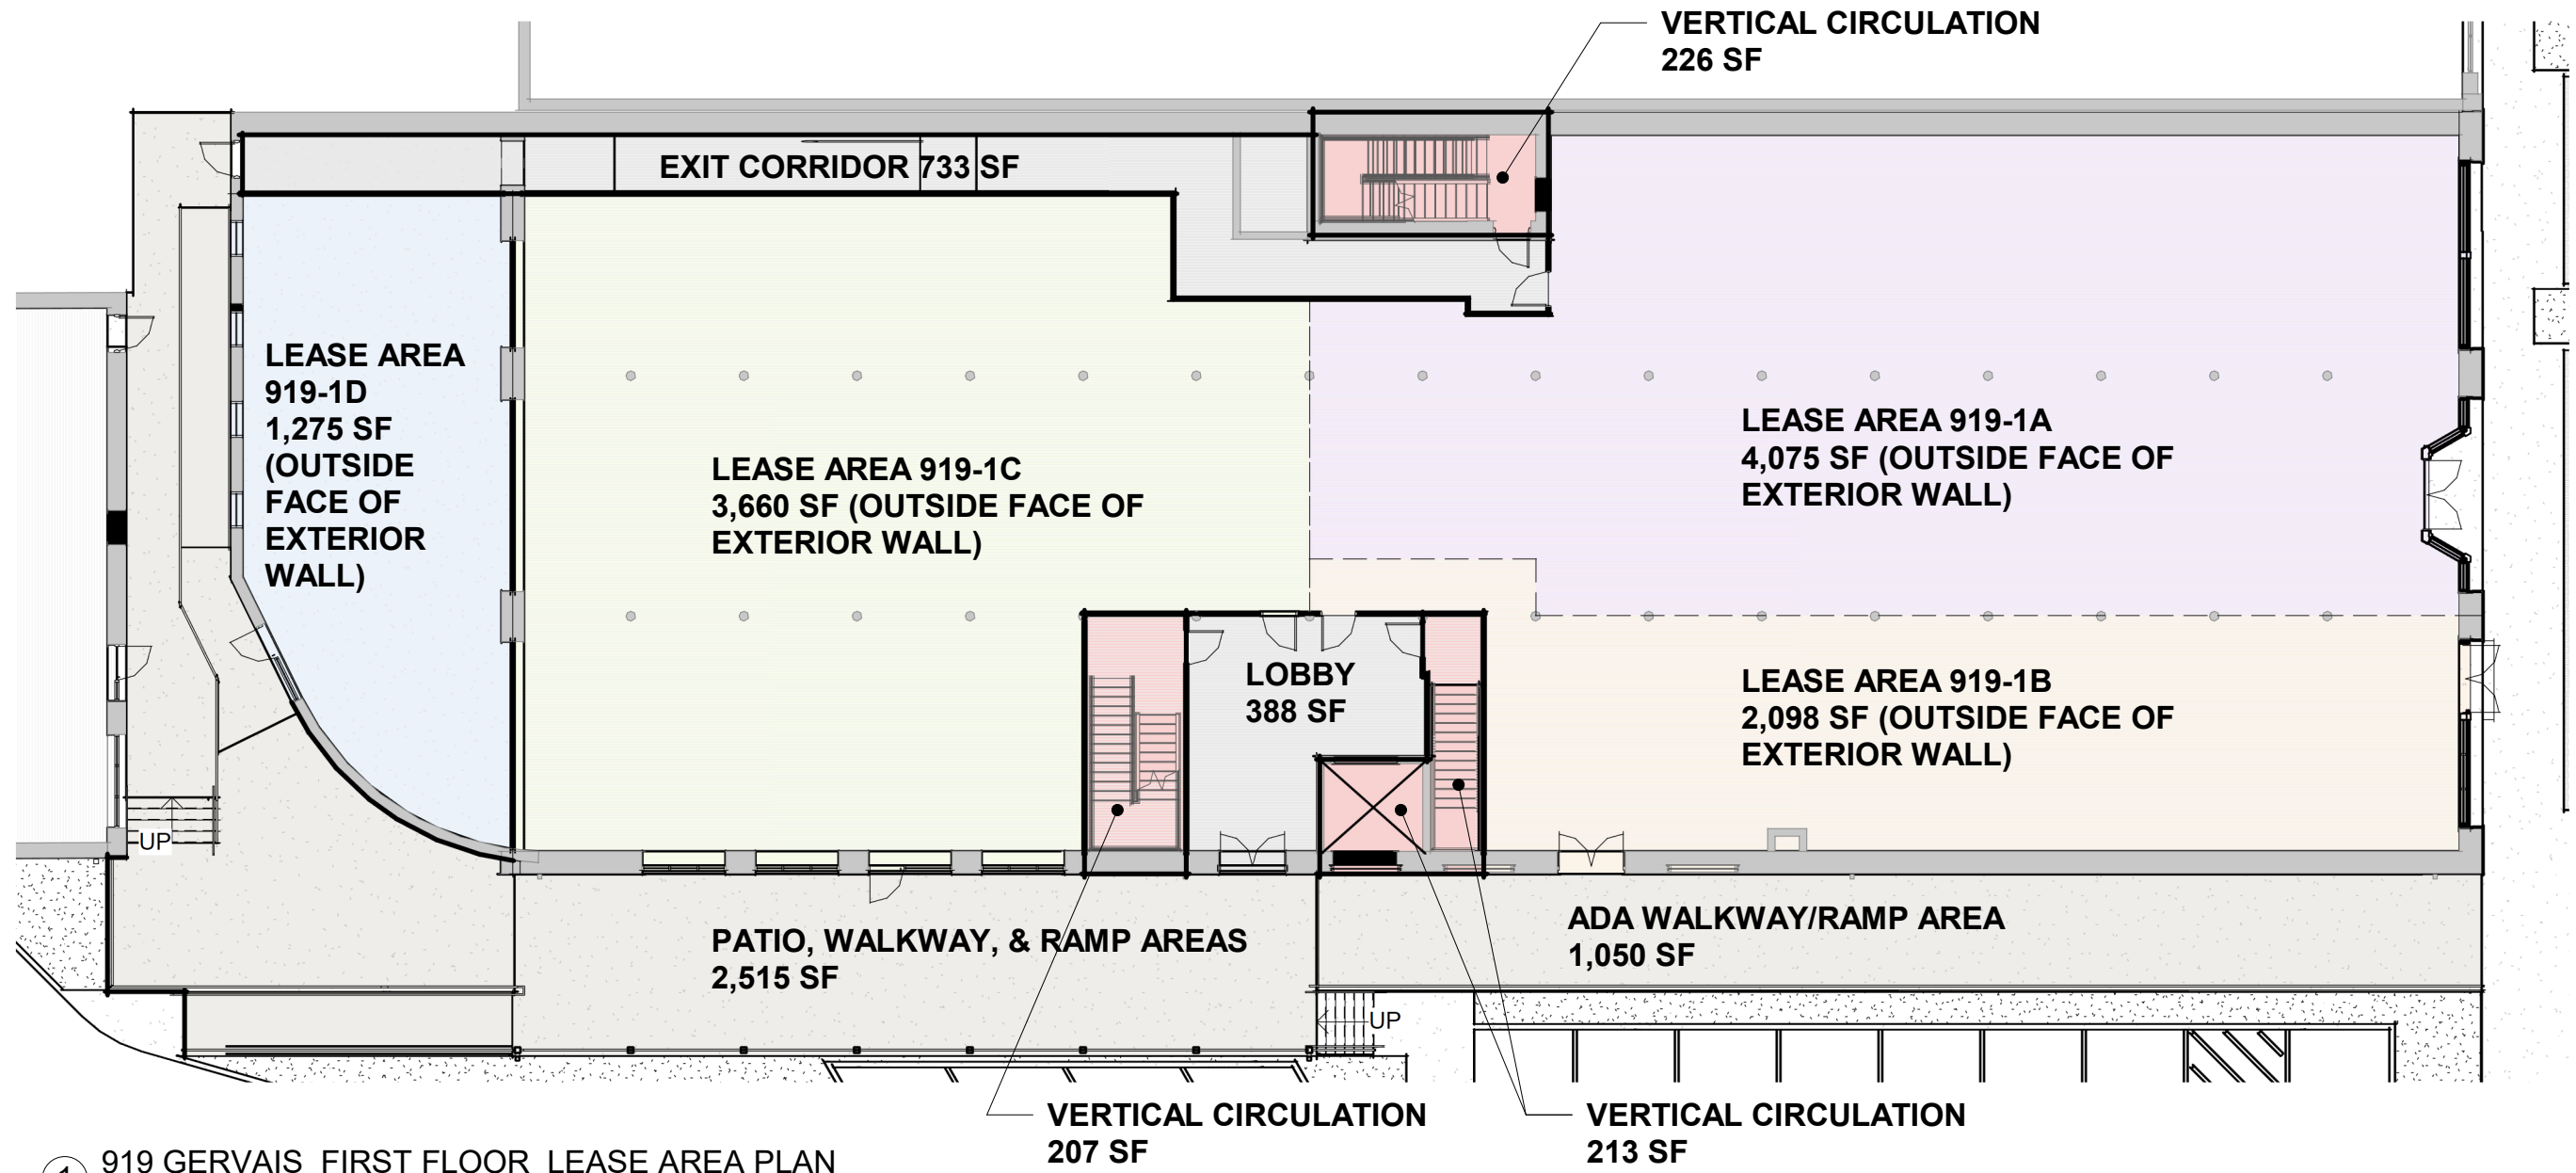 VERTICAL CIRCULATION
226 SF
EXIT CORRIDOR 733 SF
LEASE AREA
919-1D
1,275 SF
(OUTSIDE
FACE OF
EXTERIOR
WALL)
LEASE AREA 919-1C
3,660 SF (OUTSIDE FACE OF
EXTERIOR WALL)
LEASE AREA 919-1A
4,075 SF (OUTSIDE FACE OF
EXTERIOR WALL)
LOBBY
388 SF
LEASE AREA 919-1B
2,098 SF (OUTSIDE FACE OF
EXTERIOR WALL)
UP
PATIO, WALKWAY, & RAMP AREAS
2,515 SF
ADA WALKWAY/RAMP AREA
1,050 SF
UP
VERTICAL CIRCULATION
207 SF
VERTICAL CIRCULATION
213 SF
1 919 GERVAIS FIRST FLOOR LEASE AREA PLAN